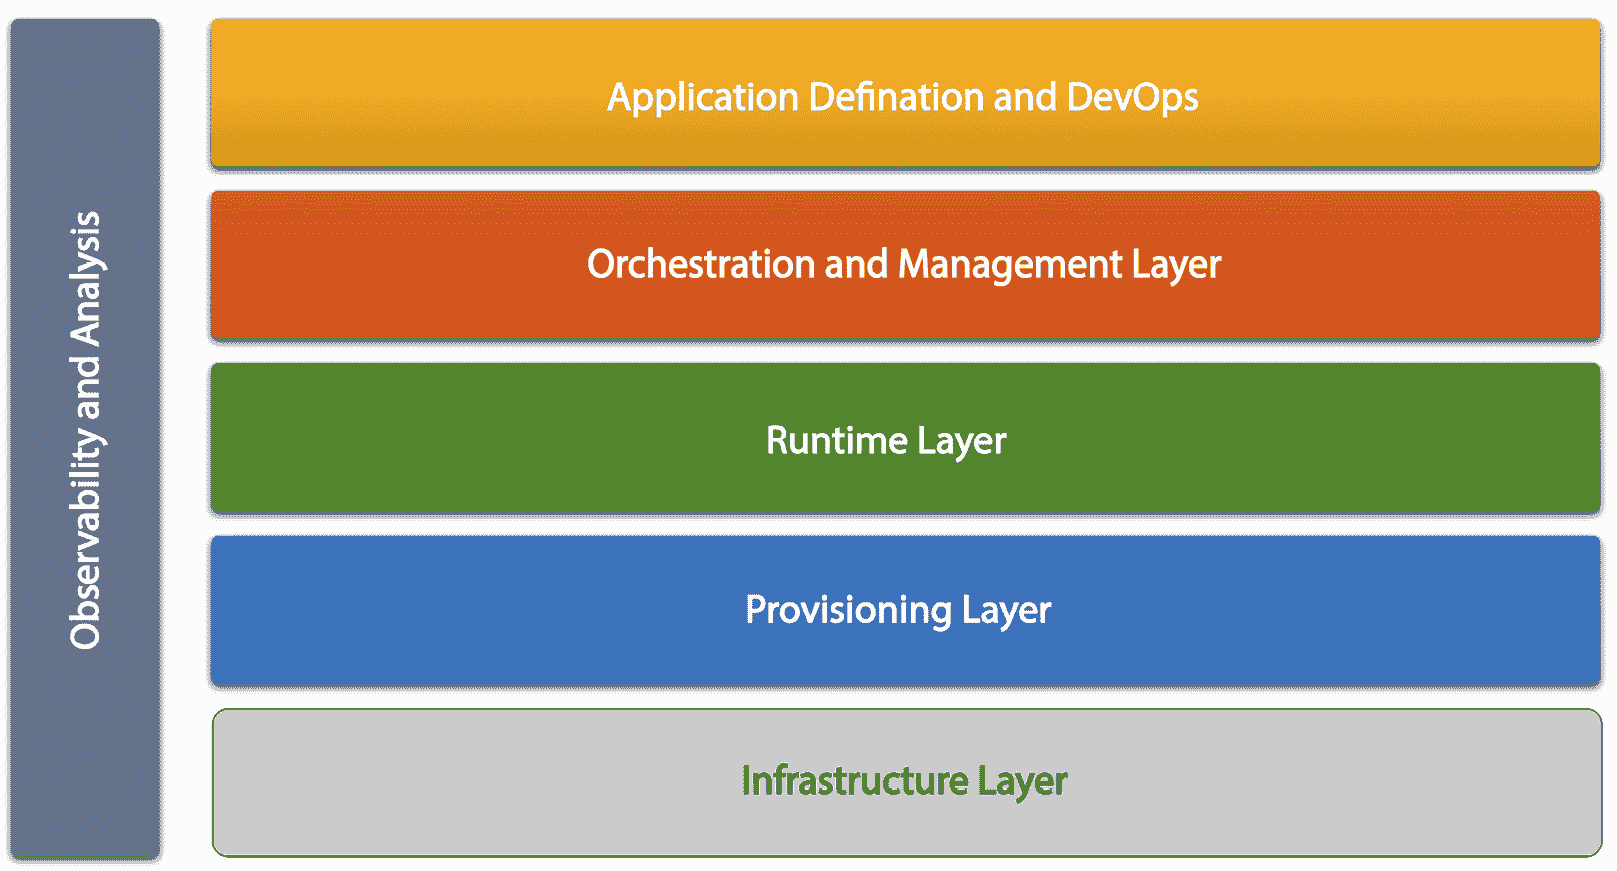 Observability and Analysis
Application Defination and DevOps
Orchestration and Management Layer
Runtime Layer
Provisioning Layer
Infrastructure Layer